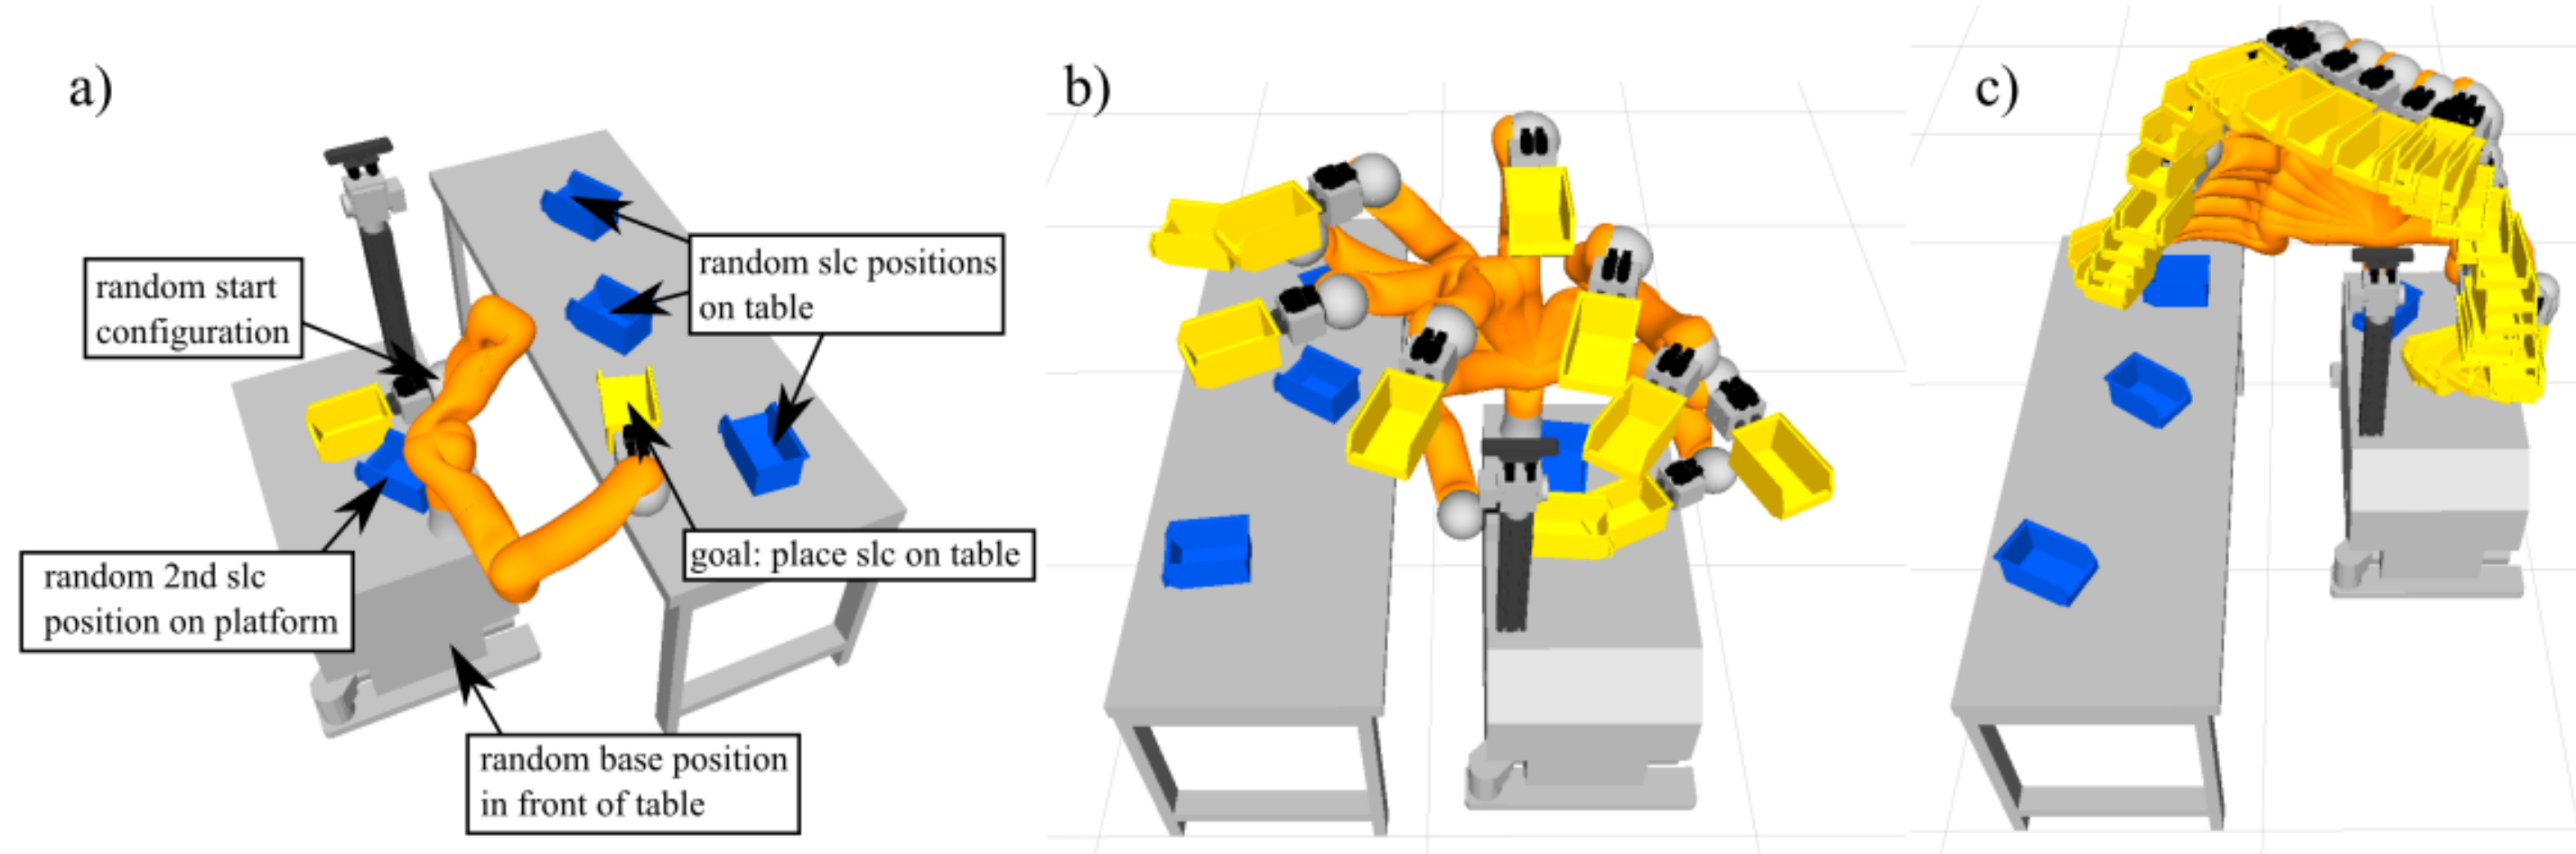 a)
random start
configuration
random slc positions
on table
random 2nd slc
position on platform
goal: place slc on table
random base position
in front of table
b)
c)